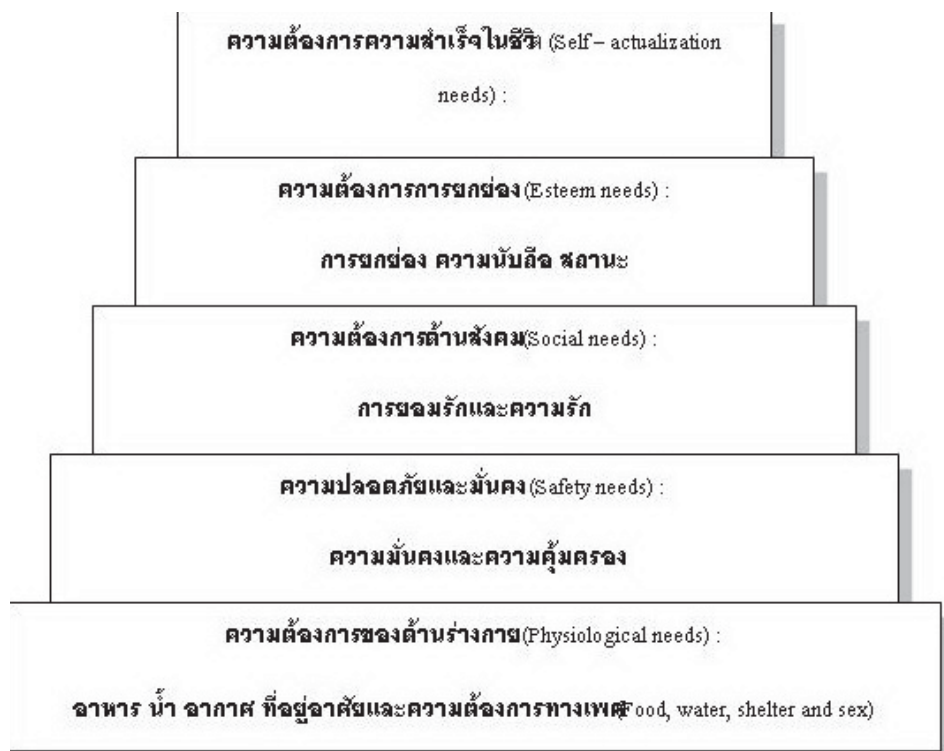 ความต้องการความสำเร็จในชีวิต (Self – actualization
needs) :
ความต้องการการยกย่อง (Esteem needs) :
การยกย่อง ความนับถือ สถานะ
ความต้องการด้านสังคม(Social needs) :
การยอมรักและความรัก
ความปลอดภัยและมั่นคง (Safety needs) :
ความมั่นคงและความคุ้มครอง
ความต้องการของด้านร่างกาย(Physiological needs) :
อาหาร น้ำ อากาศ ที่อยู่อาศัยและความต้องการทางเพศ(Food, water, shelter and sex)